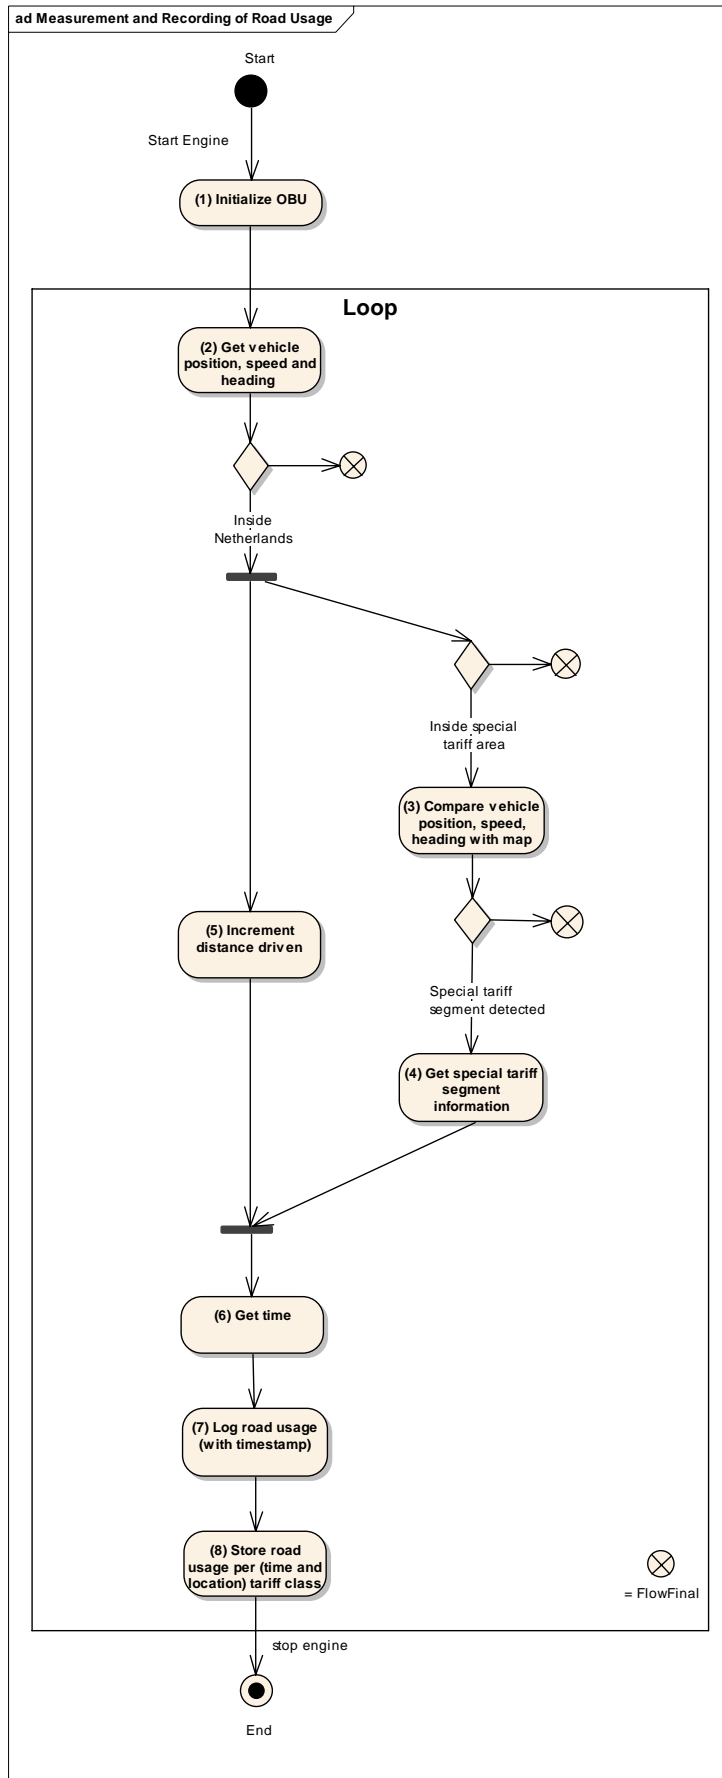 ad Measurement and Recording of Road Usage
Start
Start Engine
(1) Initialize OBU
Loop
(2) Get vehicle
position, speed and
heading
Inside
Netherlands
Inside special
tariff area
(3) Compare vehicle
position, speed,
heading with map
(5) Increment
distance driven
Special tariff
segment detected
(4) Get special tariff
segment
information
(6) Get time
(7) Log road usage
(with timestamp)
(8) Store road
usage per (time and
location) tariff class
= FlowFinal
stop engine
End